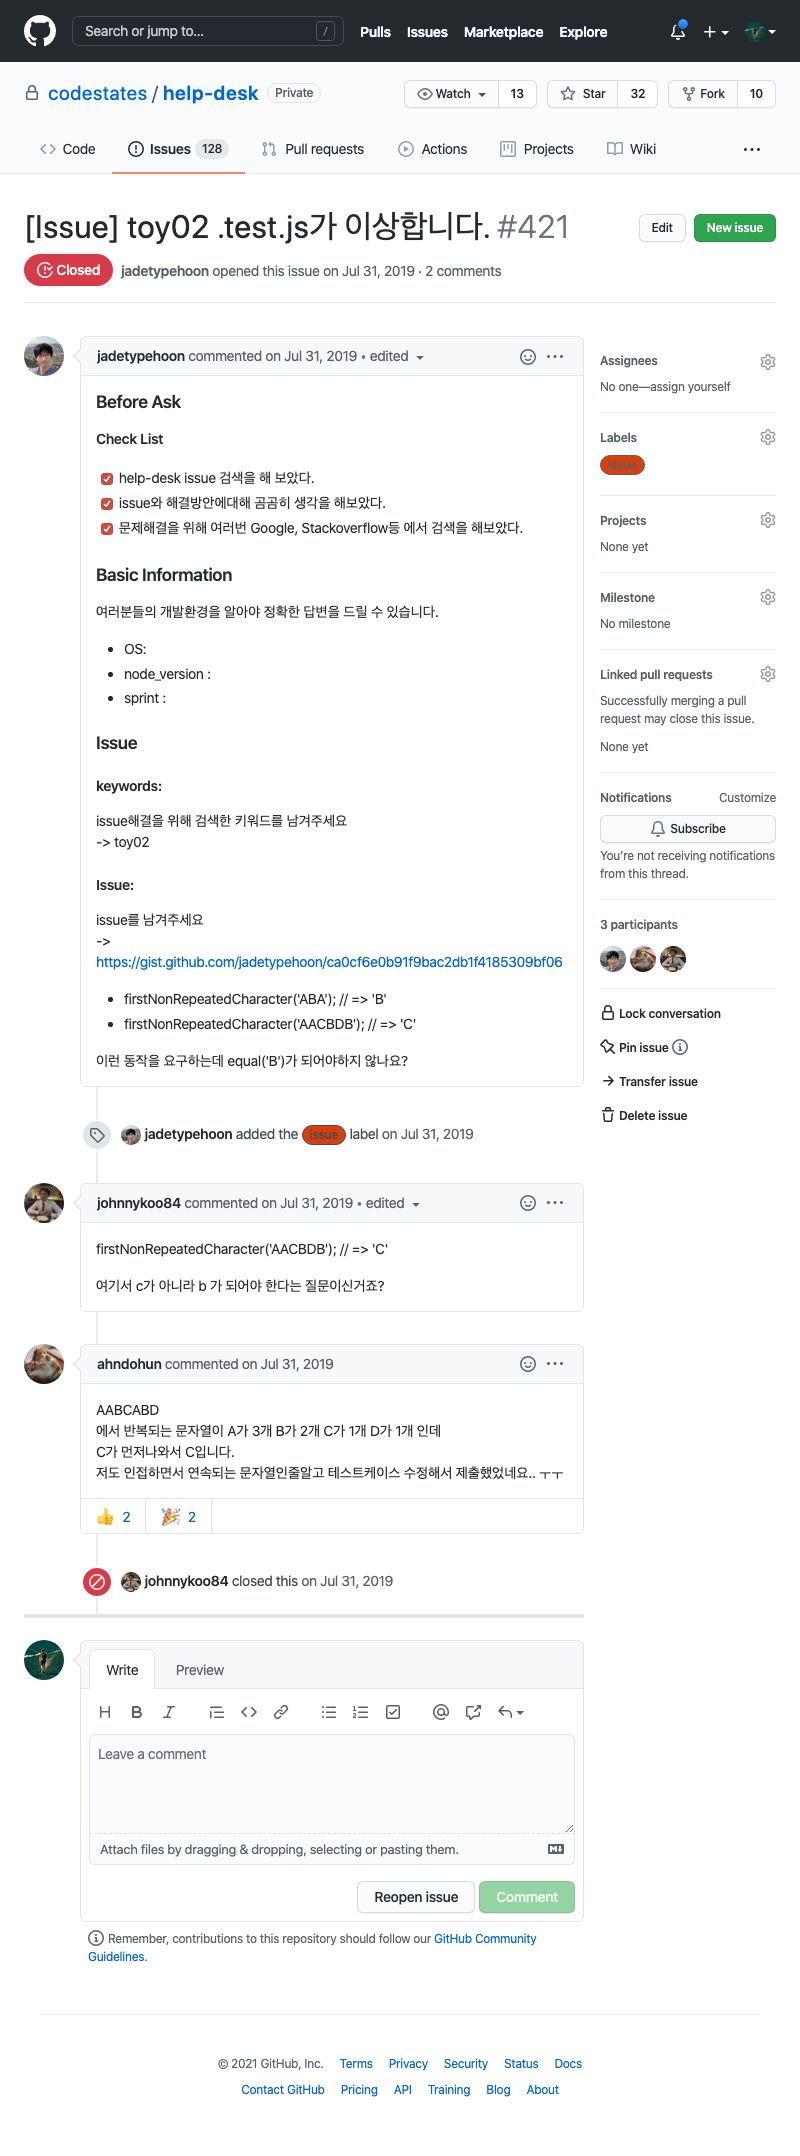 Search or jump to... /
Pulls Issues Marketplace Explore
codestates / help-desk Private
Watch 13 Star 32 Fork 10
Code Issues 128 Pull requests Actions Projects Wiki ...
[Issue] toy02 .test.js가 이상합니다. #421
Edit New issue
Closed jadetypehoon opened this issue on Jul 31, 2019 · 2 comments
jadetypehoon commented on Jul 31, 2019 • edited
Before Ask
Check List
help-desk issue 검색을 해 보았다.
issue와 해결방안에대해 곰곰히 생각을 해보았다.
문제해결을 위해 여러번 Google, Stackoverflow등 에서 검색을 해보았다.
Basic Information
여러분들의 개발환경을 알아야 정확한 답변을 드릴 수 있습니다.
• OS:
• node_version :
• sprint :
Issue
keywords:
issue해결을 위해 검색한 키워드를 남겨주세요
-> toy02
Issue:
issue를 남겨주세요
->
https://gist.github.com/jadetypehoon/ca0cf6e0b91f9bac2db1f4185309bf06
• firstNonRepeatedCharacter('ABA'); // => 'B'
• firstNonRepeatedCharacter('AACBDB'); // => 'C'
이런 동작을 요구하는데 equal('B')가 되어야하지 않나요?
jadetypehoon added the issue label on Jul 31, 2019
johnnykoo84 commented on Jul 31, 2019 • edited
firstNonRepeatedCharacter('AACBDB'); // => 'C'
여기서 c가 아니라 b 가 되어야 한다는 질문이신거죠?
ahndohun commented on Jul 31, 2019
AABCABD
에서 반복되는 문자열이 A가 3개 B가 2개 C가 1개 D가 1개 인데
C가 먼저나와서 C입니다.
저도 인접하면서 연속되는 문자열인줄알고 테스트케이스 수정해서 제출했었네요.. ㅜㅜ
👍 2 🎉 2
johnnykoo84 closed this on Jul 31, 2019
Write Preview
Leave a comment
Attach files by dragging & dropping, selecting or pasting them.
Reopen issue Comment
Remember, contributions to this repository should follow our GitHub Community
Guidelines.
Assignees
No one—assign yourself
Labels
issue
Projects
None yet
Milestone
No milestone
Linked pull requests
Successfully merging a pull
request may close this issue.
None yet
Notifications Customize
Subscribe
You're not receiving notifications
from this thread.
3 participants
Lock conversation
Pin issue
Transfer issue
Delete issue
© 2021 GitHub, Inc. Terms Privacy Security Status Docs
Contact GitHub Pricing API Training Blog About